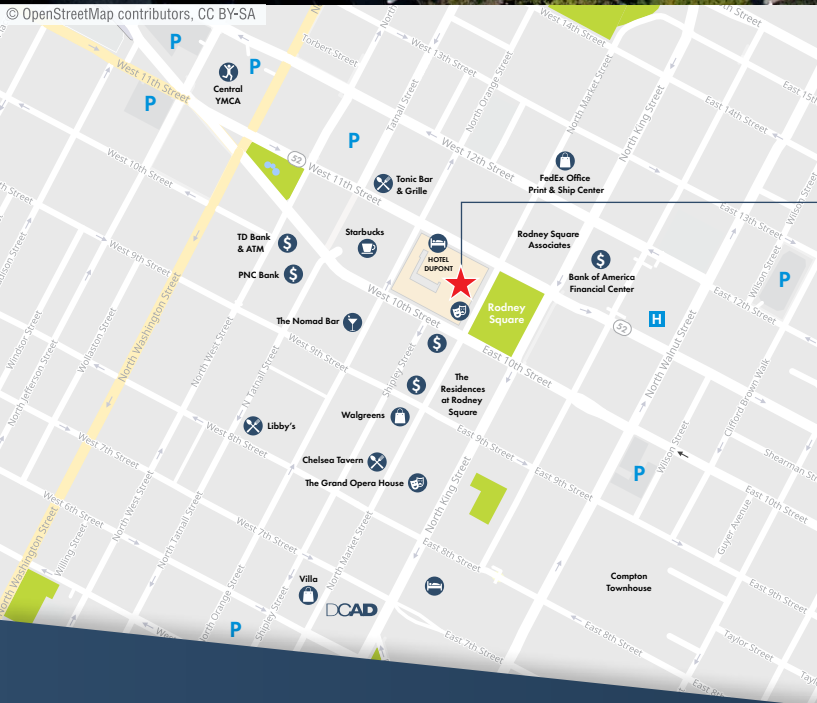 © OpenStreetMap contributors, CC BY-SA
West 14th Street
Torbert Street
West 13th Street
P
P
P
P
West 11th Street
Central
YMCA
Tatnall Street
North Orange Street
North Market Street
North King Street
East 14th Street
West 12th Street
52
West 11th Street
West 10th Street
Tonic Bar
& Grille
FedEx Office
Print & Ship Center
TD Bank
& ATM
$
Starbucks
HOTEL
DUPONT
Rodney Square
Associates
$
Bank of America
Financial Center
Wilson Street
P
PNC Bank
$
West 9th Street
West 10th Street
Rodney
Square
H
52
East 12th Street
The Nomad Bar
North Washington Street
Wollaston Street
Windsor Street
North Jefferson Street
North West Street
N Tatnall Street
West 9th Street
Shipley Street
$
$
East 10th Street
The
Residences
at Rodney
Square
North Walnut Street
Clifford Brown Walk
Walgreens
Libby's
West 8th Street
West 7th Street
East 9th Street
East 9th Street
Wilson Street
Shearman
P
Chelsea Tavern
The Grand Opera House
North King Street
East 10th Street
Guyer Avenue
West 6th Street
North West Street
North Tatnall Street
West 7th Street
North Market Street
East 8th Street
North Washington Street
Willing Street
Villa
DCAD
Compton
Townhouse
East 9th Street
North Orange Street
Shipley Street
P
East 7th Street
East 8th Street
Taylor Street
East 8th